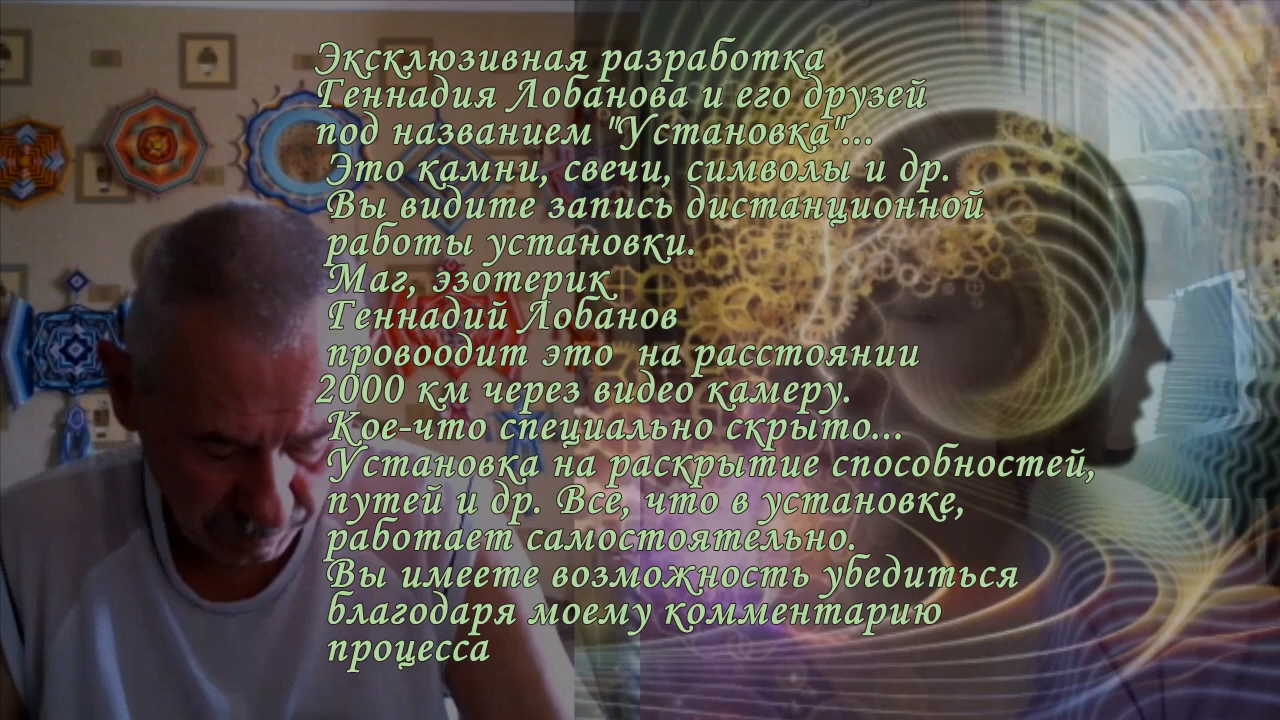 Эксклюзивная разработка
Геннадия Лобанова и его друзей
под названием "Установка"...
Это камни, свечи, символы и др.
Вы видите запись дистанционной
работы установки.
Маг, эзотерик
Геннадий Лобанов
провоодит это на расстоянии
2000 км через видео камеру.
Кое-что специально скрыто...
Установка на раскрытие способностей,
путей и др. Все, что в установке,
работает самостоятельно.
Вы имеете возможность убедиться
благодаря моему комментарию
процесса